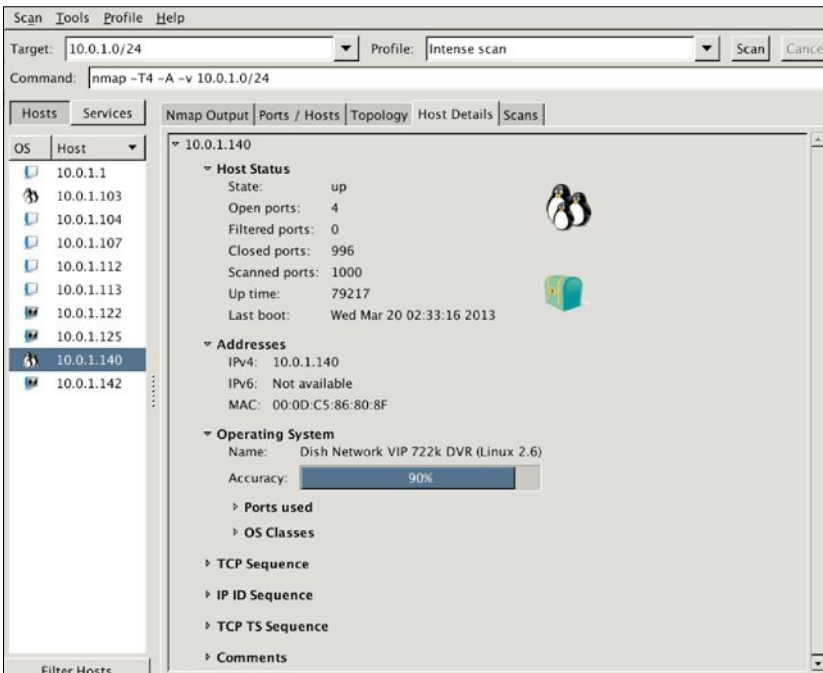 Scan Tools Profile Help
Target: 10.0.1.0/24 Profile: Intense scan Scan Cance
Command: nmap -T4 -A -v 10.0.1.0/24
Hosts Services
Nmap Output Ports / Hosts Topology Host Details Scans
OS Host
10.0.1.1
10.0.1.103
10.0.1.104
10.0.1.107
10.0.1.112
10.0.1.113
10.0.1.122
10.0.1.125
10.0.1.140
10.0.1.142
Filter Hosts
10.0.1.140
Host Status
State: up
Open ports: 4
Filtered ports: 0
Closed ports: 996
Scanned ports: 1000
Up time: 79217
Last boot: Wed Mar 20 02:33:16 2013
Addresses
IPv4: 10.0.1.140
IPv6: Not available
MAC: 00:0D:C5:86:80:8F
Operating System
Name: Dish Network VIP 722k DVR (Linux 2.6)
Accuracy: 90%
Ports used
OS Classes
TCP Sequence
IP ID Sequence
TCP TS Sequence
Comments